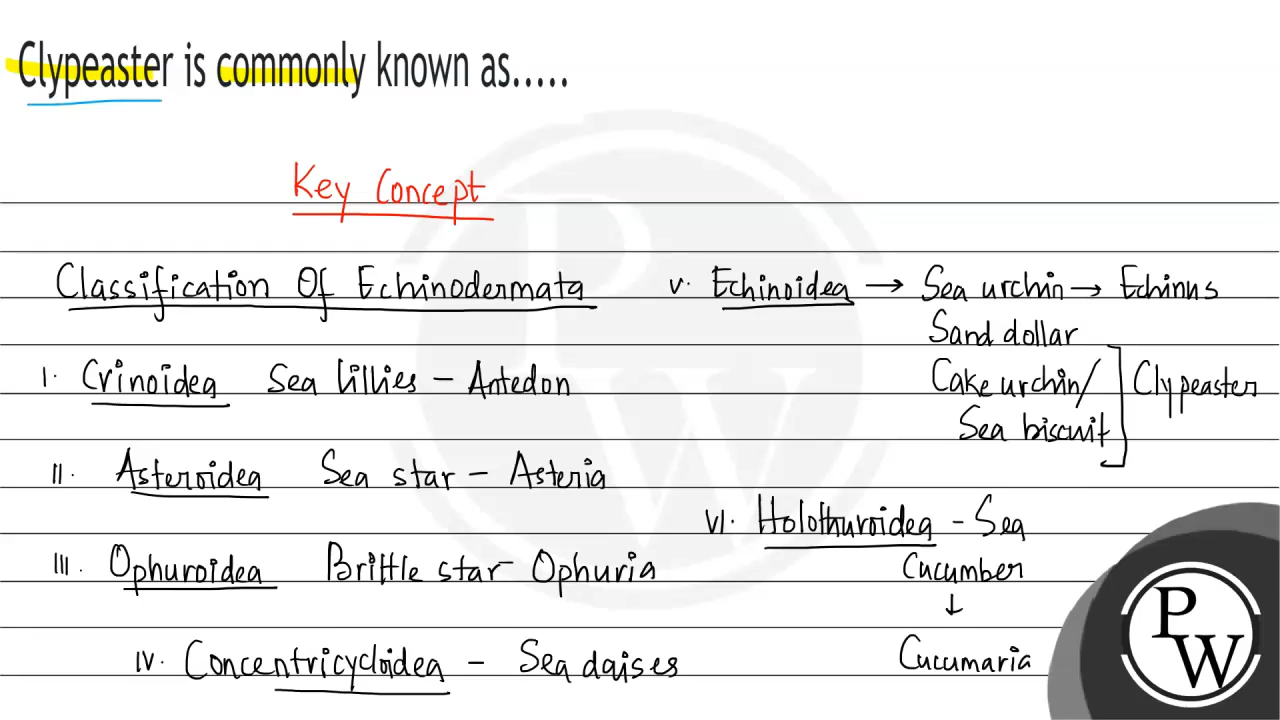 Clypeaster is commonly known as.....
Key Concept
Classification Of Echinodermata
I. Crinoidea Sea lillies – Antedon
II. Asteroidea Sea star – Asteria
III. Ophuroidea Brittle star – Ophuria
IV. Concentricycloidea – Sea daises
V. Echinoidea → Sea urchin → Echinus
Sand dollar
Cake urchin/ ] Clypeaster
Sea biscuit
VI. Holothuroidea – Sea
Cucumber
↓
Cucumaria
PW
PW